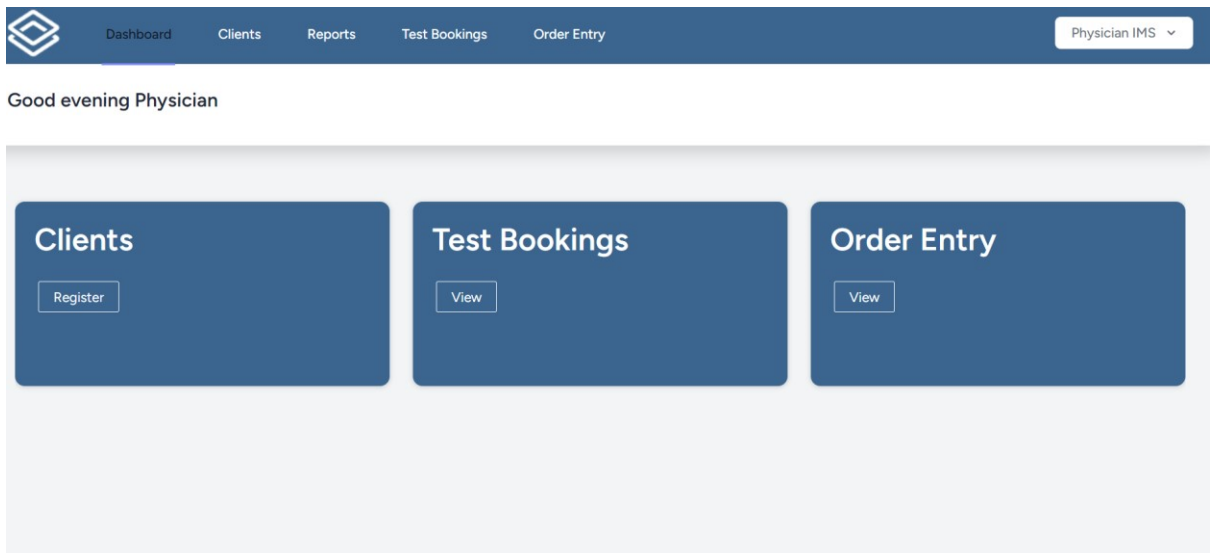 Dashboard Clients Reports Test Bookings Order Entry Physician IMS
Good evening Physician
Clients Test Bookings Order Entry
Register View View